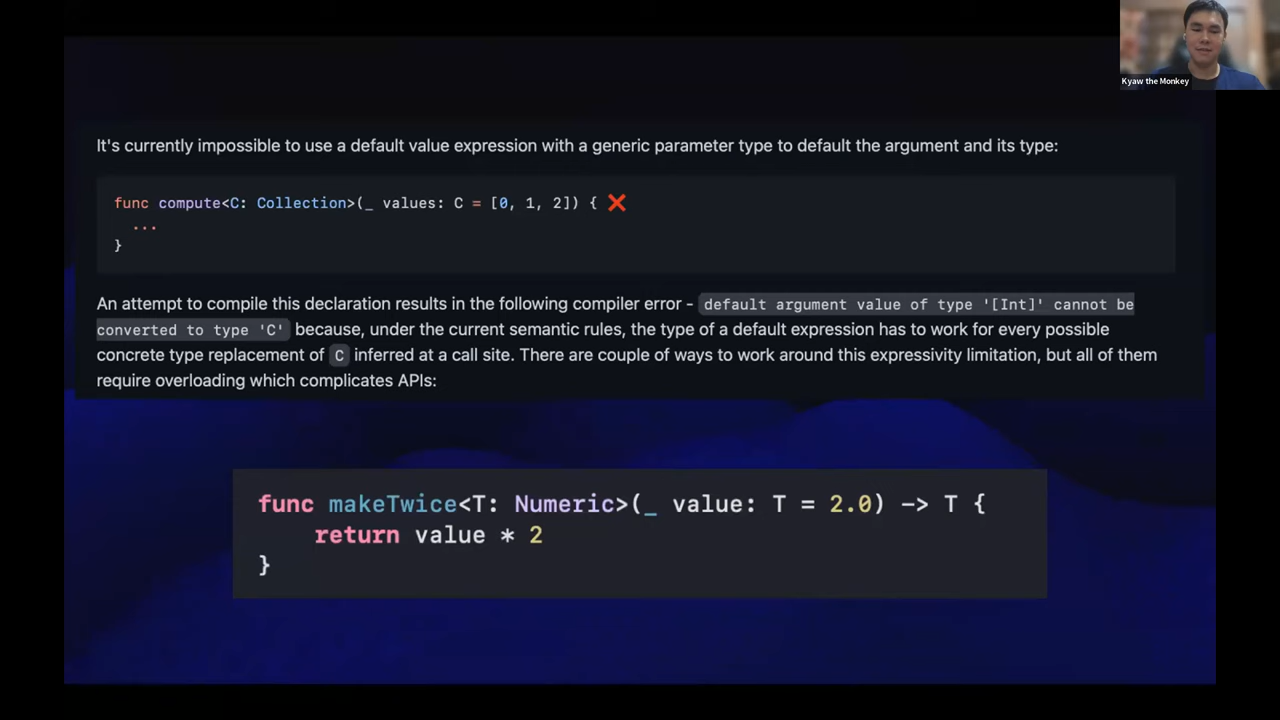 Kyaw the Monkey
It's currently impossible to use a default value expression with a generic parameter type to default the argument and its type:
func compute<C: Collection>(_ values: C = [0, 1, 2]) { ❌
...
}
An attempt to compile this declaration results in the following compiler error - default argument value of type '[Int]' cannot be
converted to type 'C' because, under the current semantic rules, the type of a default expression has to work for every possible
concrete type replacement of C inferred at a call site. There are couple of ways to work around this expressivity limitation, but all of them
require overloading which complicates APIs:
func makeTwice<T: Numeric>(_ value: T = 2.0) -> T {
return value * 2
}